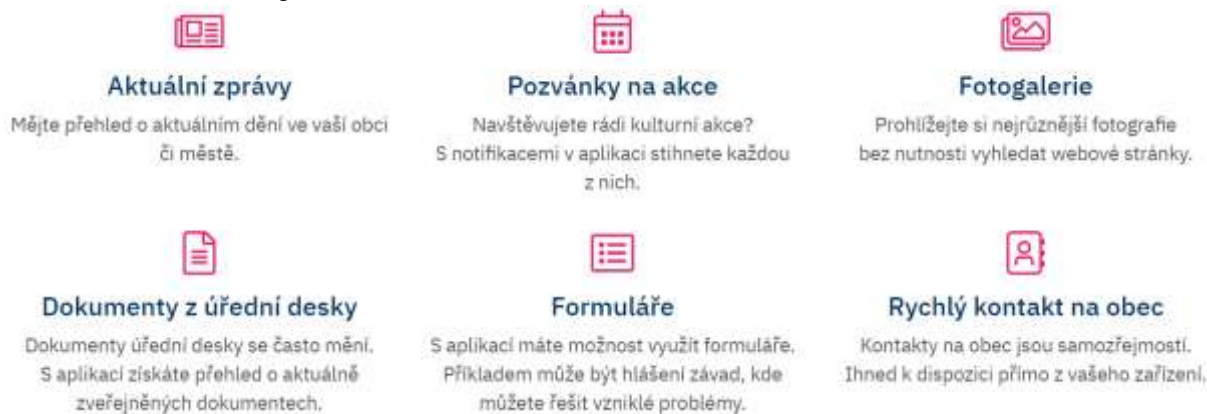 Aktuální zprávy
Mějte přehled o aktuálním dění ve vaší obci
či městě.
Pozvánky na akce
Navštěvujete rádi kulturní akce?
S notifikacemi v aplikaci stihnete každou
z nich.
Fotogalerie
Prohlížejte si nejrůznější fotografie
bez nutnosti vyhledat webové stránky.
Dokumenty z úřední desky
Dokumenty úřední desky se často mění.
S aplikací získáte přehled o aktuálně
zveřejněných dokumentech.
Formuláře
S aplikací máte možnost využít formuláře.
Příkladem může být hlášení závad, kde
můžete řešit vzniklé problémy.
Rychlý kontakt na obec
Kontakty na obec jsou samozřejmostí.
Ihned k dispozici přímo z vašeho zařízení.